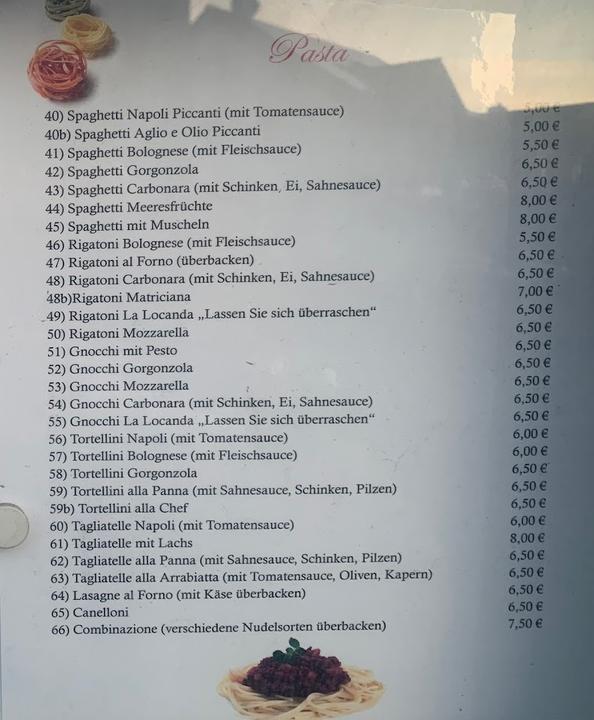 Pasta
40) Spaghetti Napoli Piccanti (mit Tomatensauce) 5,00 €
40b) Spaghetti Aglio e Olio Piccanti 5,00 €
41) Spaghetti Bolognese (mit Fleischsauce) 5,50 €
42) Spaghetti Gorgonzola 6,50 €
43) Spaghetti Carbonara (mit Schinken, Ei, Sahnesauce) 6,50 €
44) Spaghetti Meeresfrüchte 8,00 €
45) Spaghetti mit Muscheln 8,00 €
46) Rigatoni Bolognese (mit Fleischsauce) 5,50 €
47) Rigatoni al Forno (überbacken) 6,50 €
48) Rigatoni Carbonara (mit Schinken, Ei, Sahnesauce) 6,50 €
48b)Rigatoni Matriciana 7,00 €
49) Rigatoni La Locanda „Lassen Sie sich überraschen“ 6,50 €
50) Rigatoni Mozzarella 6,50 €
51) Gnocchi mit Pesto 6,50 €
52) Gnocchi Gorgonzola 6,50 €
53) Gnocchi Mozzarella 6,50 €
54) Gnocchi Carbonara (mit Schinken, Ei, Sahnesauce) 6,50 €
55) Gnocchi La Locanda „Lassen Sie sich überraschen“ 6,50 €
56) Tortellini Napoli (mit Tomatensauce) 6,00 €
57) Tortellini Bolognese (mit Fleischsauce) 6,00 €
58) Tortellini Gorgonzola 6,50 €
59) Tortellini alla Panna (mit Sahnesauce, Schinken, Pilzen) 6,50 €
59b) Tortellini alla Chef 6,50 €
60) Tagliatelle Napoli (mit Tomatensauce) 6,00 €
61) Tagliatelle mit Lachs 8,00 €
62) Tagliatelle alla Panna (mit Sahnesauce, Schinken, Pilzen) 6,50 €
63) Tagliatelle alla Arrabiatta (mit Tomatensauce, Oliven, Kapern) 6,50 €
64) Lasagne al Forno (mit Käse überbacken) 6,50 €
65) Canelloni 6,50 €
66) Combinazione (verschiedene Nudelsorten überbacken) 7,50 €